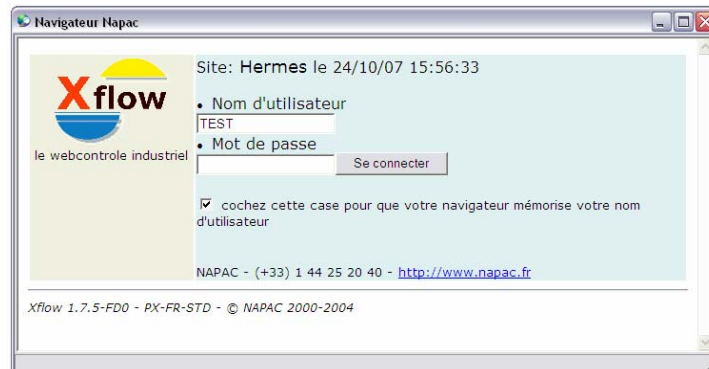 Navigateur Napac
Xflow
le webcontrole industriel
Site: Hermes le 24/10/07 15:56:33
• Nom d'utilisateur
TEST
• Mot de passe
Se connecter
cochez cette case pour que votre navigateur mémorise votre nom
d'utilisateur
NAPAC - (+33) 1 44 25 20 40 - http://www.napac.fr
Xflow 1.7.5-FD0 - PX-FR-STD - © NAPAC 2000-2004